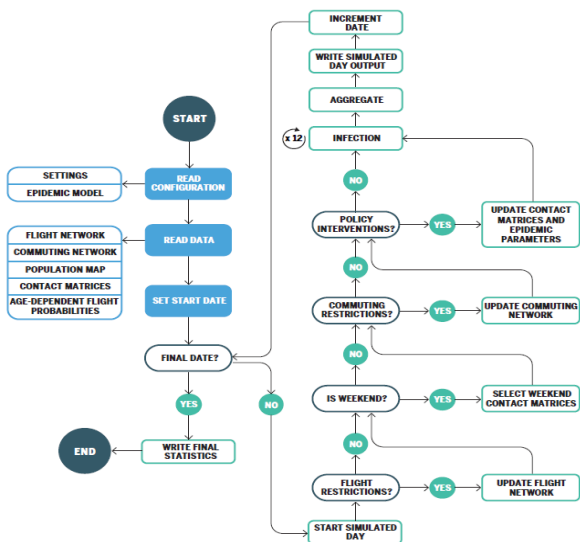 START
READ
CONFIGURATION
SETTINGS
EPIDEMIC MODEL
READ DATA
FLIGHT NETWORK
COMMUTING NETWORK
POPULATION MAP
CONTACT MATRICES
AGE-DEPENDENT FLIGHT
PROBABILITIES
SET START DATE
FINAL DATE?
YES
NO
WRITE FINAL
STATISTICS
END
INCREMENT
DATE
WRITE SIMULATED
DAY OUTPUT
AGGREGATE
x 12
INFECTION
NO
POLICY
INTERVENTIONS?
YES
UPDATE CONTACT
MATRICES AND
EPIDEMIC
PARAMETERS
NO
COMMUTING
RESTRICTIONS?
YES
UPDATE COMMUTING
NETWORK
NO
IS WEEKEND?
YES
SELECT WEEKEND
CONTACT MATRICES
NO
FLIGHT
RESTRICTIONS?
YES
UPDATE FLIGHT
NETWORK
START SIMULATED
DAY